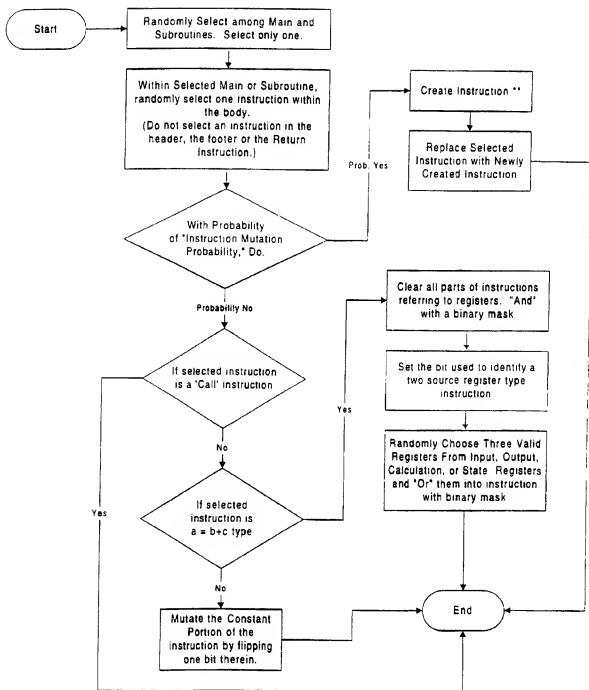 Start
Randomly Select among Main and
Subroutines. Select only one.
Within Selected Main or Subroutine,
randomly select one instruction within
the body.
(Do not select an instruction in the
header, the footer or the Return
Instruction.)
Create Instruction **
Prob. Yes
Replace Selected
Instruction with Newly
Created Instruction
With Probability
of "Instruction Mutation
Probability," Do.
Probability No
Clear all parts of instructions
referring to registers. "And"
with a binary mask
If selected instruction
is a 'Call' instruction
Set the bit used to identify a
two source register type
instruction
Yes
No
Randomly Choose Three Valid
Registers From Input, Output,
Calculation, or State Registers
and "Or" them into instruction
with binary mask
Yes
If selected
instruction is
a = b+c type
No
Mutate the Constant
Portion of the
instruction by flipping
one bit therein.
End